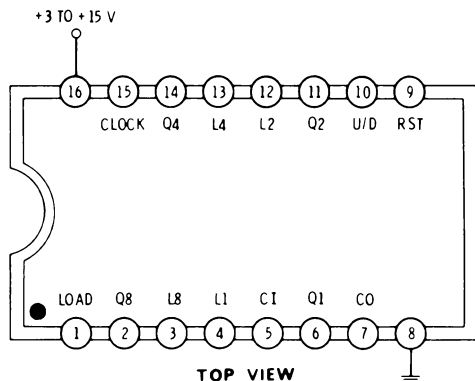 +3 TO +15 V
16 15 14 13 12 11 10 9
CLOCK Q4 L4 L2 Q2 U/D RST
LOAD Q8 L8 L1 CI Q1 CO
1 2 3 4 5 6 7 8
TOP VIEW